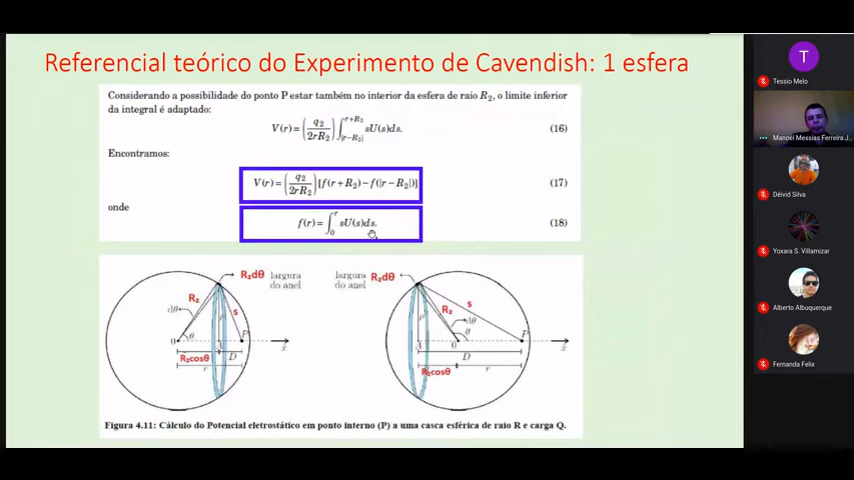 Referencial teórico do Experimento de Cavendish: 1 esfera
Considerando a possibilidade do ponto P estar também no interior da esfera de raio R₂, o limite inferior
da integral é adaptado:
V(r) = (q₂/2rR₂) ∫_{|r−R₂|}^{r+R₂} sU(s)ds. (16)
Encontramos:
V(r) = (q₂/2rR₂) [f(r+R₂) − f(|r−R₂|)] (17)
onde
f(r) = ∫_0^r sU(s)ds. (18)
R₂dθ largura do anel
R₂
dθ
s
θ
0
A
P
x
R₂cosθ
D
r
largura do anel R₂dθ
s
R₂
dθ
θ
A
0
P
x
D
R₂cosθ
r
Figura 4.11: Cálculo do Potencial eletrostático em ponto interno (P) a uma casca esférica de raio R e carga Q.
T
Tessio Melo
Manoel Messias Ferreira J...
Déivid Silva
Yoxara S. Villamizar
Alberto Albuquerque
Fernanda Felix